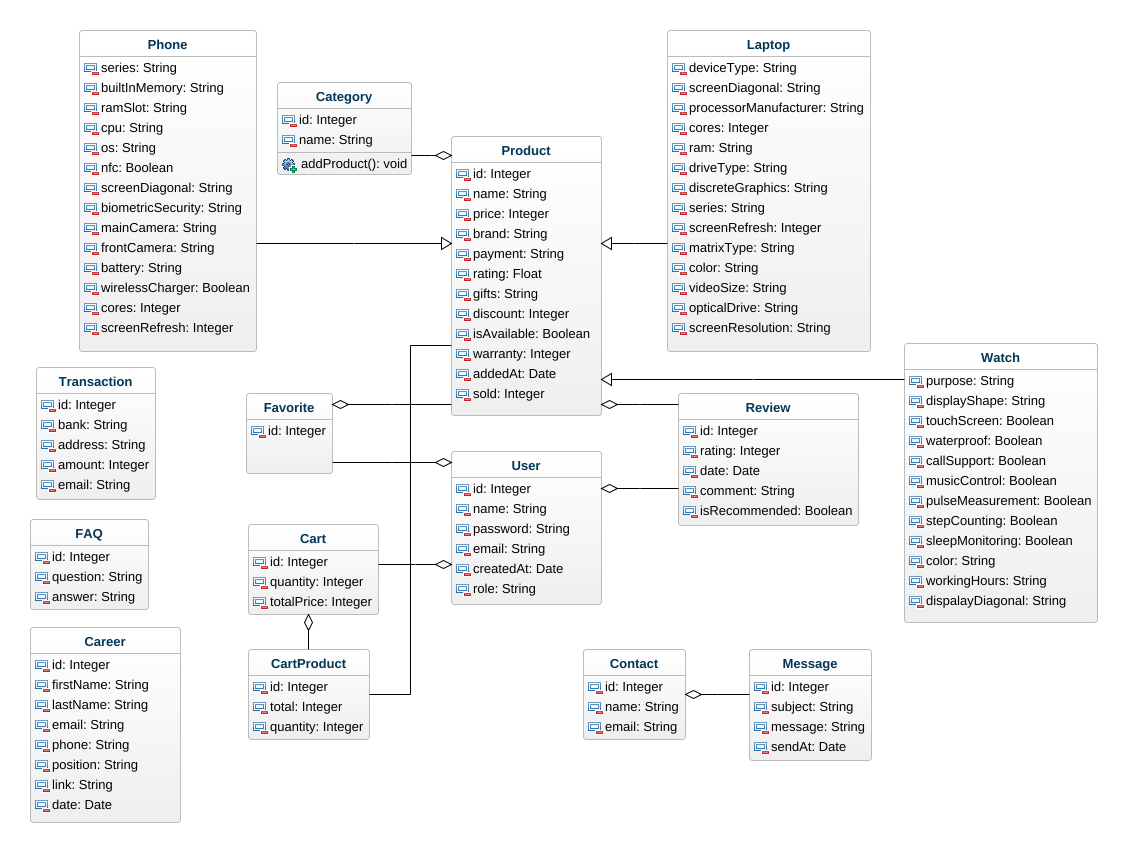 Phone
series: String
builtInMemory: String
ramSlot: String
cpu: String
os: String
nfc: Boolean
screenDiagonal: String
biometricSecurity: String
mainCamera: String
frontCamera: String
battery: String
wirelessCharger: Boolean
cores: Integer
screenRefresh: Integer
Category
id: Integer
name: String
addProduct(): void
Product
id: Integer
name: String
price: Integer
brand: String
payment: String
rating: Float
gifts: String
discount: Integer
isAvailable: Boolean
warranty: Integer
addedAt: Date
sold: Integer
Laptop
deviceType: String
screenDiagonal: String
processorManufacturer: String
cores: Integer
ram: String
driveType: String
discreteGraphics: String
series: String
screenRefresh: Integer
matrixType: String
color: String
videoSize: String
opticalDrive: String
screenResolution: String
Watch
purpose: String
displayShape: String
touchScreen: Boolean
waterproof: Boolean
callSupport: Boolean
musicControl: Boolean
pulseMeasurement: Boolean
stepCounting: Boolean
sleepMonitoring: Boolean
color: String
workingHours: String
dispalayDiagonal: String
Transaction
id: Integer
bank: String
address: String
amount: Integer
email: String
Favorite
id: Integer
Review
id: Integer
rating: Integer
date: Date
comment: String
isRecommended: Boolean
User
id: Integer
name: String
password: String
email: String
createdAt: Date
role: String
FAQ
id: Integer
question: String
answer: String
Cart
id: Integer
quantity: Integer
totalPrice: Integer
Career
id: Integer
firstName: String
lastName: String
email: String
phone: String
position: String
link: String
date: Date
CartProduct
id: Integer
total: Integer
quantity: Integer
Contact
id: Integer
name: String
email: String
Message
id: Integer
subject: String
message: String
sendAt: Date